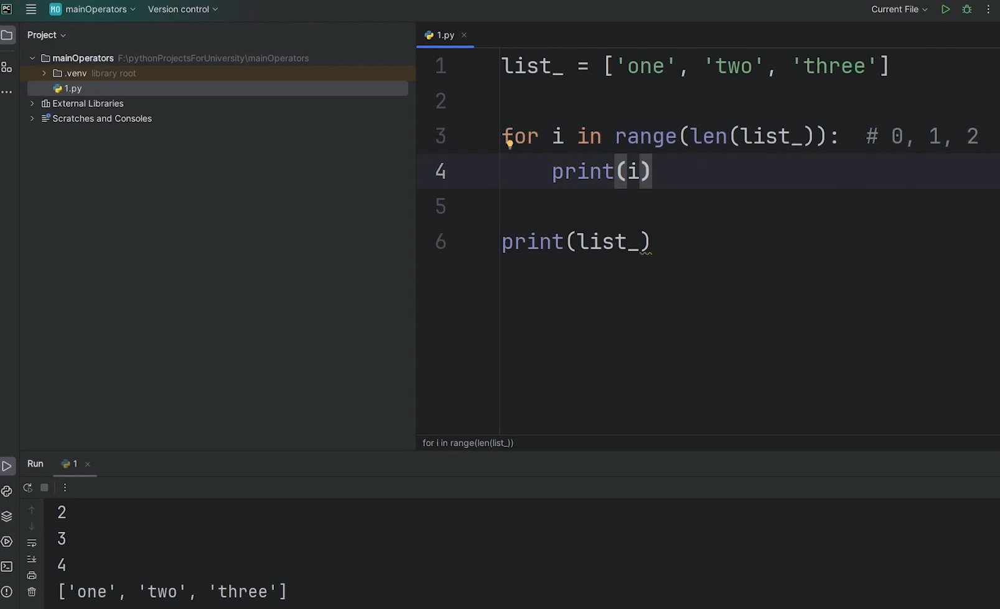 PC
MO mainOperators Version control
Current File
Project
mainOperators F:\pythonProjectsForUniversity\mainOperators
.venv library root
1.py
External Libraries
Scratches and Consoles
1.py
1 list_ = ['one', 'two', 'three']
2
3 for i in range(len(list_)): # 0, 1, 2
4 print(i)
5
6 print(list_)
for i in range(len(list_))
Run 1
2
3
4
['one', 'two', 'three']